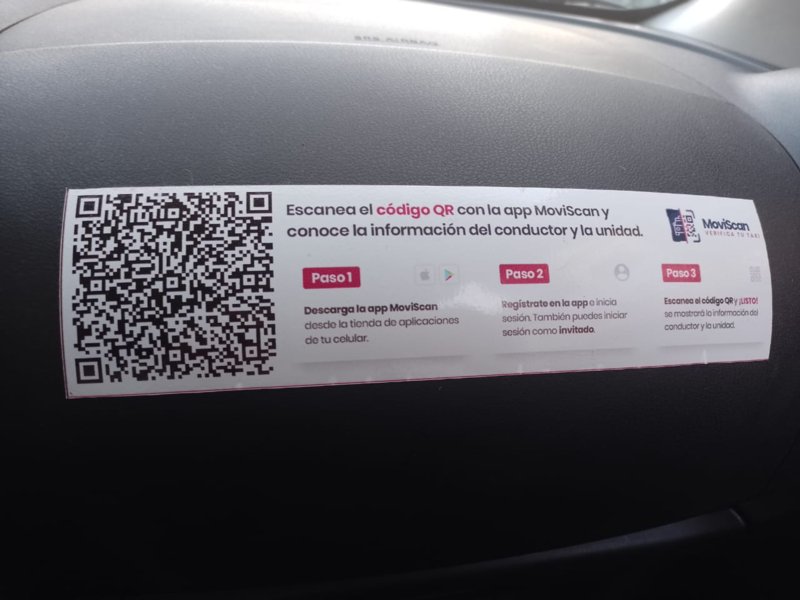 Escanea el código QR con la app MoviScan y
conoce la información del conductor y la unidad.
MoviScan
VERIFICA TU TAXI
Paso 1
Descarga la app MoviScan
desde la tienda de aplicaciones
de tu celular.
Paso 2
Regístrate en la app e inicia
sesión. También puedes iniciar
sesión como invitado.
Paso 3
Escanea el código QR y ¡LISTO!
se mostrará la información del
conductor y la unidad.